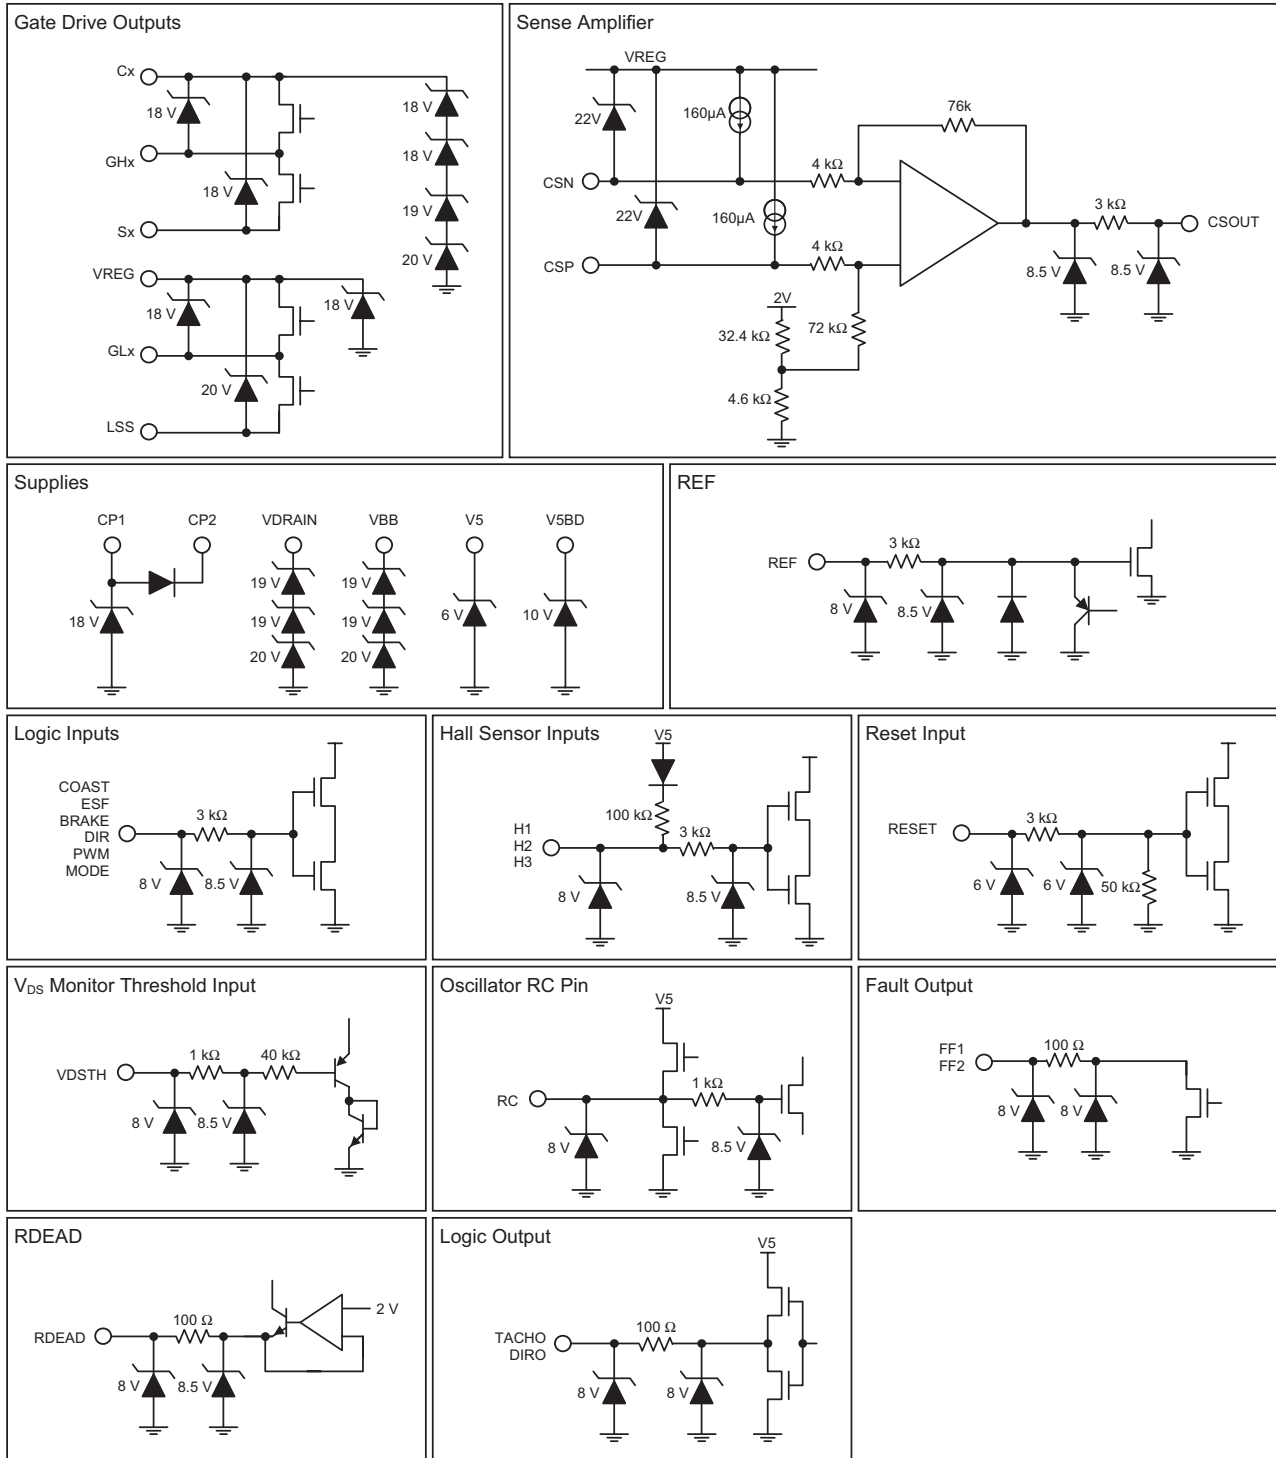 Gate Drive Outputs
Cx
18 V
GHx
18 V
Sx
18 V
18 V
19 V
20 V
VREG
18 V
18 V
GLx
20 V
LSS
Sense Amplifier
VREG
22V
160µA
76k
4 kΩ
CSN
22V
160µA
3 kΩ
CSOUT
4 kΩ
CSP
8.5 V
8.5 V
2V
32.4 kΩ
72 kΩ
4.6 kΩ
Supplies
CP1
CP2
VDRAIN
VBB
V5
V5BD
18 V
19 V
19 V
20 V
19 V
19 V
20 V
6 V
10 V
REF
REF
3 kΩ
8 V
8.5 V
Logic Inputs
COAST
ESF
BRAKE
DIR
PWM
MODE
3 kΩ
8 V
8.5 V
Hall Sensor Inputs
V5
100 kΩ
3 kΩ
H1
H2
H3
8 V
8.5 V
Reset Input
RESET
3 kΩ
6 V
6 V
50 kΩ
VDS Monitor Threshold Input
VDSTH
1 kΩ
40 kΩ
8 V
8.5 V
Oscillator RC Pin
V5
RC
1 kΩ
8 V
8.5 V
Fault Output
FF1
FF2
100 Ω
8 V
8 V
RDEAD
2 V
100 Ω
RDEAD
8 V
8.5 V
Logic Output
V5
TACHO
DIRO
100 Ω
8 V
8 V